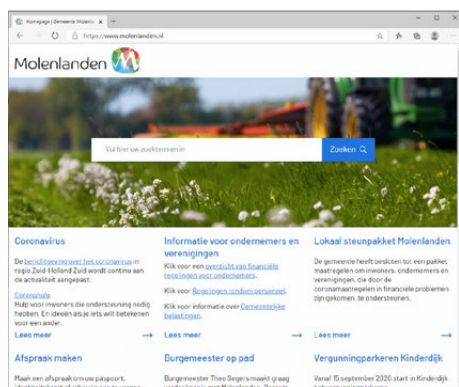 Homepage | Gemeente Molenl
https://www.molenlanden.nl
Molenlanden
Vul hier uw zoektermen in
Zoeken
Coronavirus
De berichtgeving over het coronavirus in
regio Zuid-Holland Zuid wordt continu aan
de actualiteit aangepast.
Coronahulp
Hulp voor inwoners die ondersteuning nodig
hebben. En ideeën als je iets wilt betekenen
voor een ander.
Lees meer
Informatie voor ondernemers en
verenigingen
Klik voor een overzicht van financiële
regelingen voor ondernemers.
Klik voor Regelingen rondom personeel.
Klik voor informatie over Gemeentelijke
belastingen.
Lees meer
Lokaal steunpakket Molenlanden
De gemeente heeft besloten tot een pakket
maatregelen om inwoners, ondernemers en
verenigingen, die door de
coronamaatregelen in financiële problemen
zijn gekomen, te ondersteunen.
Lees meer
Afspraak maken
Maak een afspraak om uw paspoort,
Burgemeester op pad
Burgemeester Theo Segers maakt graag
Vergunningparkeren Kinderdijk
Vanaf 15 september 2020 start in Kinderdijk